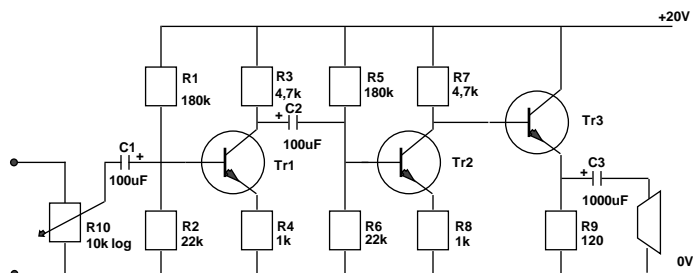 +20V
R1
180k
R3
4,7k
R5
180k
R7
4,7k
C2
+
100uF
Tr3
C1
+
100uF
Tr1
Tr2
C3
+
1000uF
R10
10k log
R2
22k
R4
1k
R6
22k
R8
1k
R9
120
0V